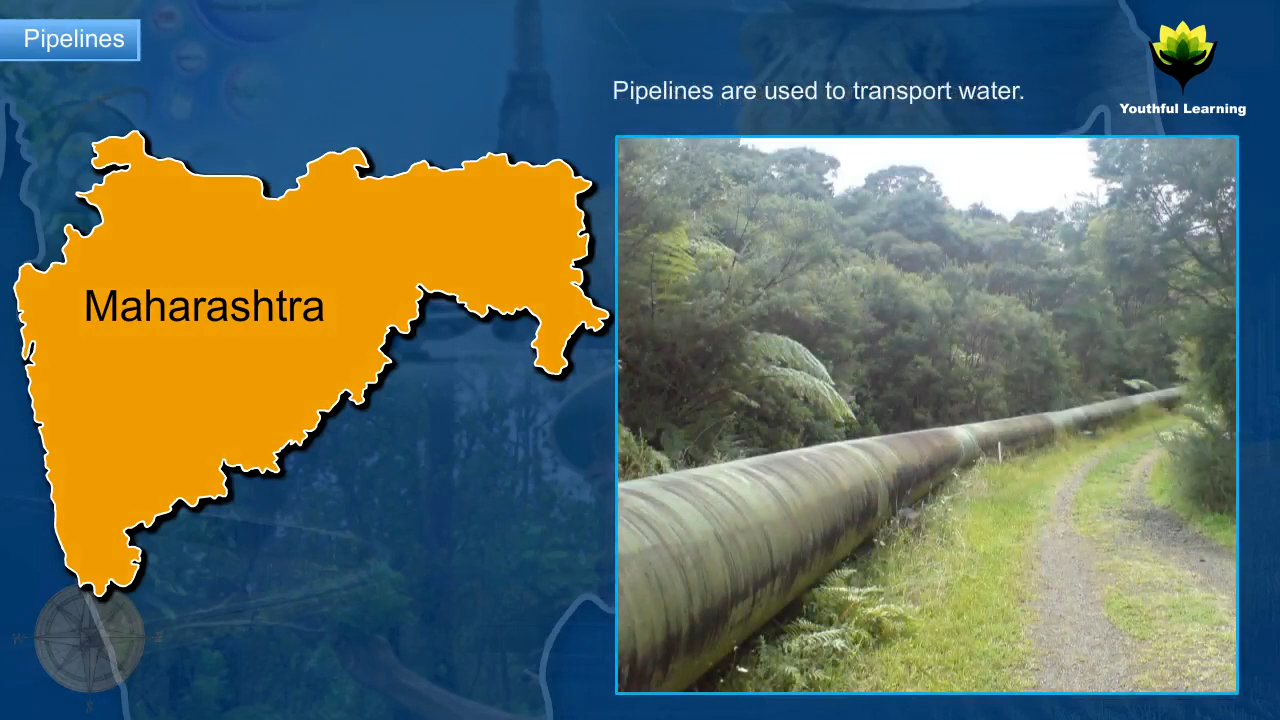 Pipelines
Pipelines are used to transport water.
Youthful Learning
Maharashtra
W
S